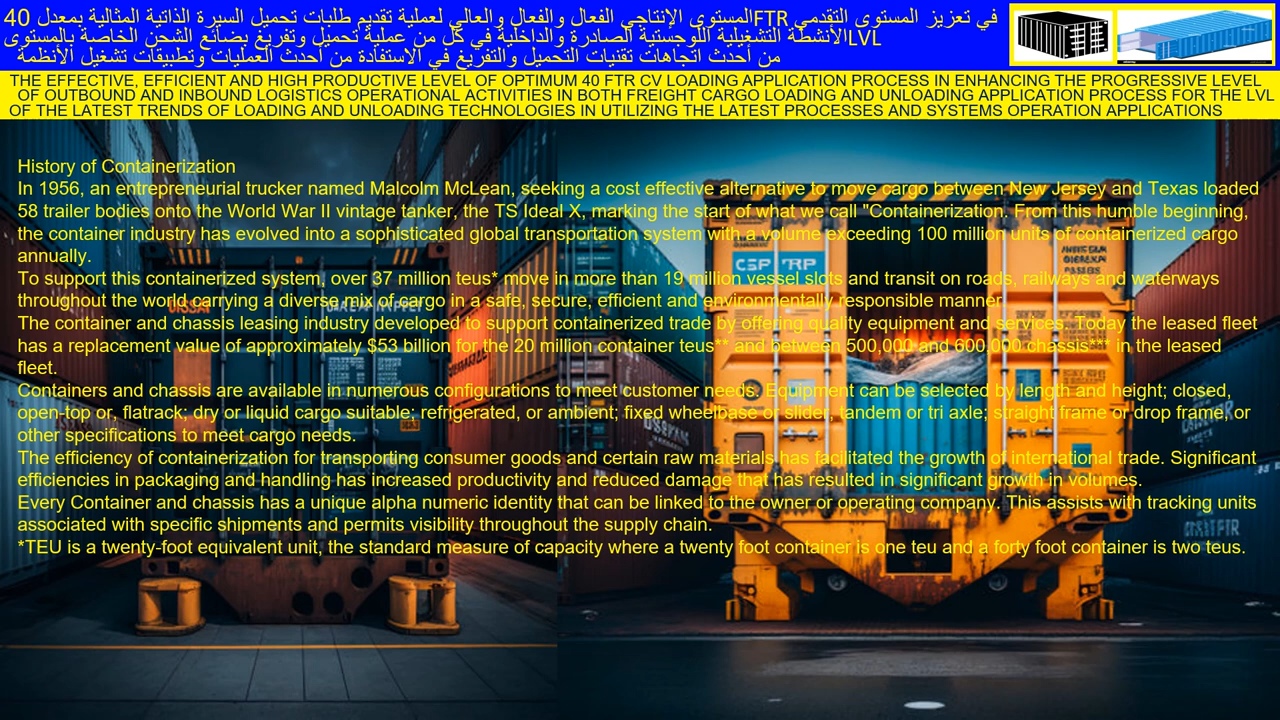 في تعزيز المستوى التقدمي FTRالمستوى الإنتاجي الفعال والفعال والعالي لعملية تقديم طلبات تحميل السيرة الذاتية المثالية بمعدل 40
LVLالأنشطة التشغيلية اللوجستية الصادرة والداخلية في كل من عملية تحميل وتفريغ بضائع الشحن الخاصة بالمستوى
من أحدث اتجاهات تقنيات التحميل والتفريغ في الاستفادة من أحدث العمليات وتطبيقات تشغيل الأنظمة
THE EFFECTIVE, EFFICIENT AND HIGH PRODUCTIVE LEVEL OF OPTIMUM 40 FTR CV LOADING APPLICATION PROCESS IN ENHANCING THE PROGRESSIVE LEVEL
OF OUTBOUND AND INBOUND LOGISTICS OPERATIONAL ACTIVITIES IN BOTH FREIGHT CARGO LOADING AND UNLOADING APPLICATION PROCESS FOR THE LVL
OF THE LATEST TRENDS OF LOADING AND UNLOADING TECHNOLOGIES IN UTILIZING THE LATEST PROCESSES AND SYSTEMS OPERATION APPLICATIONS
History of Containerization
In 1956, an entrepreneurial trucker named Malcolm McLean, seeking a cost effective alternative to move cargo between New Jersey and Texas loaded
58 trailer bodies onto the World War II vintage tanker, the TS Ideal X, marking the start of what we call "Containerization. From this humble beginning,
the container industry has evolved into a sophisticated global transportation system with a volume exceeding 100 million units of containerized cargo
annually.
To support this containerized system, over 37 million teus* move in more than 19 million vessel slots and transit on roads, railways and waterways
throughout the world carrying a diverse mix of cargo in a safe, secure, efficient and environmentally responsible manner.
The container and chassis leasing industry developed to support containerized trade by offering quality equipment and services. Today the leased fleet
has a replacement value of approximately $53 billion for the 20 million container teus** and between 500,000 and 600,000 chassis*** in the leased
fleet.
Containers and chassis are available in numerous configurations to meet customer needs. Equipment can be selected by length and height; closed,
open-top or, flatrack; dry or liquid cargo suitable; refrigerated, or ambient; fixed wheelbase or slider, tandem or tri axle; straight frame or drop frame, or
other specifications to meet cargo needs.
The efficiency of containerization for transporting consumer goods and certain raw materials has facilitated the growth of international trade. Significant
efficiencies in packaging and handling has increased productivity and reduced damage that has resulted in significant growth in volumes.
Every Container and chassis has a unique alpha numeric identity that can be linked to the owner or operating company. This assists with tracking units
associated with specific shipments and permits visibility throughout the supply chain.
*TEU is a twenty-foot equivalent unit, the standard measure of capacity where a twenty foot container is one teu and a forty foot container is two teus.